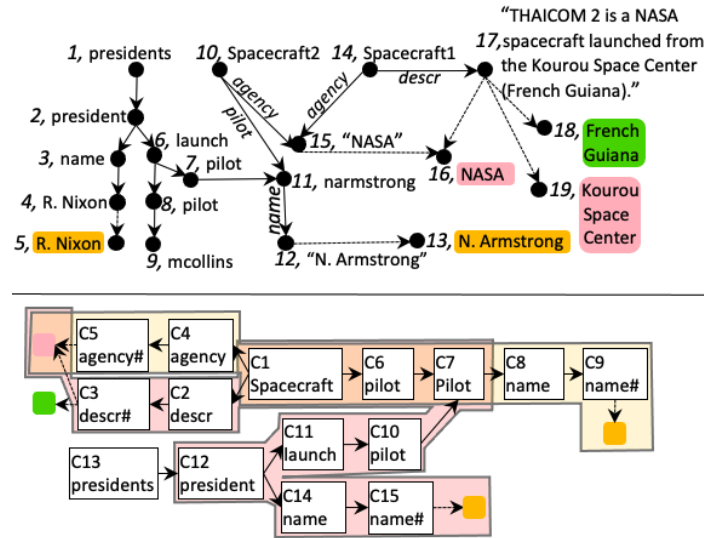 “THAICOM 2 is a NASA
1, presidents 10, Spacecraft2 14, Spacecraft1 17, spacecraft launched from
the Kourou Space Center
(French Guiana).”
descr
agency
agency
pilot
2, president
6, launch
3, name
7, pilot
15, “NASA”
18, French
Guiana
16, NASA
4, R. Nixon
8, pilot
11, narmstrong
19, Kourou
Space
Center
name
5, R. Nixon
9, mcollins
12, “N. Armstrong”
13, N. Armstrong
C5
agency#
C4
agency
C1
Spacecraft
C6
pilot
C7
Pilot
C8
name
C9
name#
C3
descr#
C2
descr
C11
launch
C10
pilot
C13
presidents
C12
president
C14
name
C15
name#